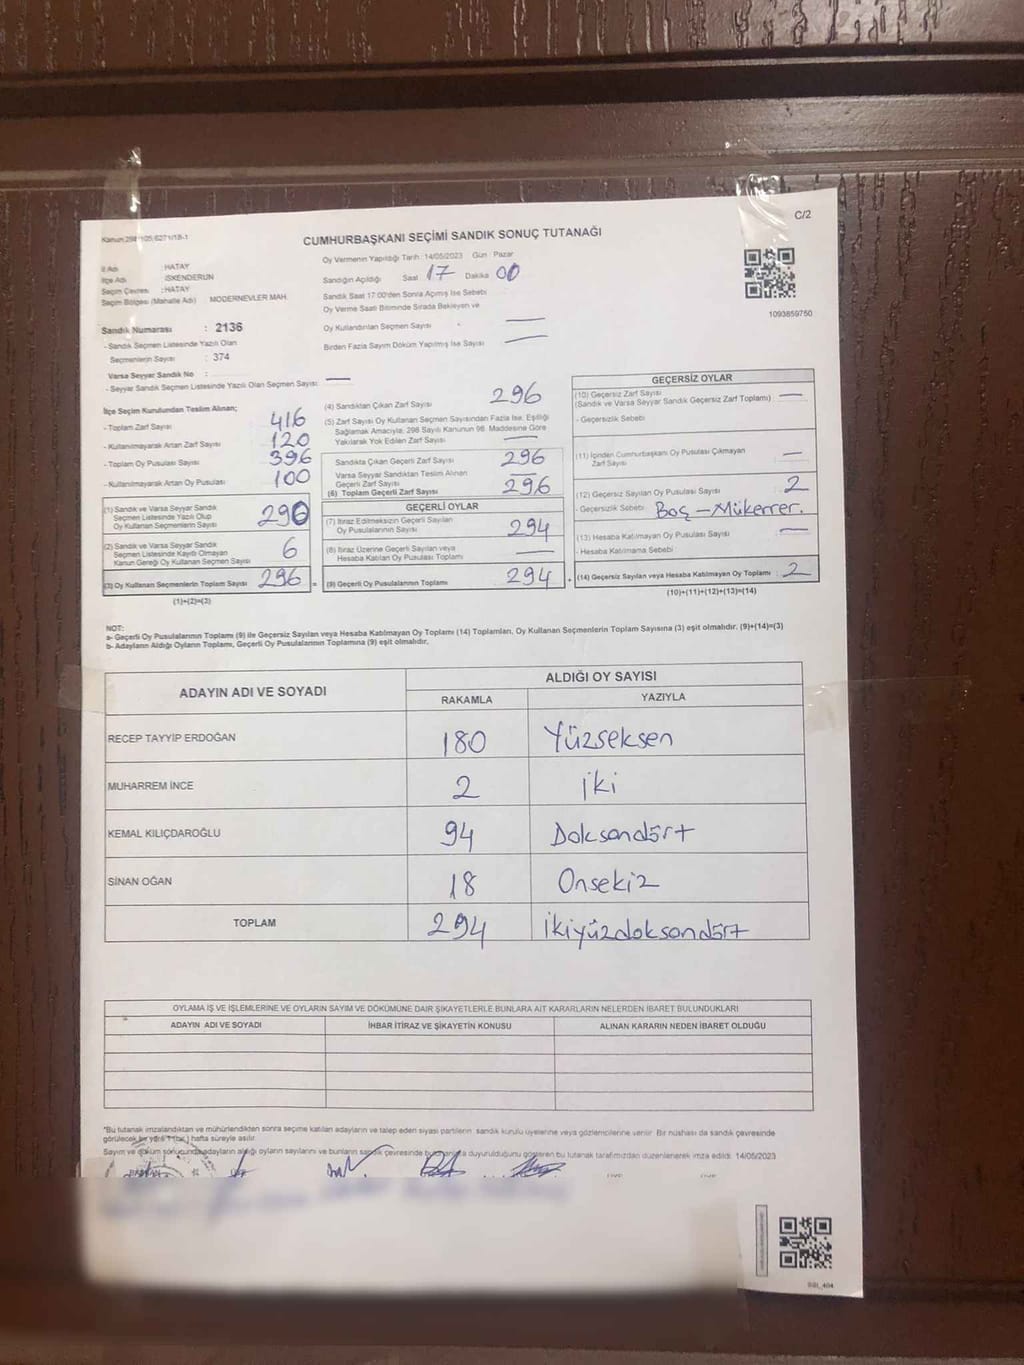 C/2
CUMHURBAŞKANI SEÇİMİ SANDIK SONUÇ TUTANAĞI
İl Adı : HATAY
İlçe Adı : İSKENDERUN
Seçim Çevresi : HATAY
Seçim Bölgesi (Mahalle Adı) MODERNEVLER MAH.
Sandık Numarası : 2136
- Sandık Seçmen Listesinde Yazılı Olan
Seçmenlerin Sayısı : 374
Varsa Seyyar Sandık No :
- Seyyar Sandık Seçmen Listesinde Yazılı Olan Seçmen Sayısı :
Oy Vermenin Yapıldığı Tarih : 14/05/2023 Gün : Pazar
Sandığın Açıldığı Saat 17 Dakika 00
Sandık Saat 17:00'den Sonra Açılmış İse Sebebi
Oy Verme Saati Bitiminde Sırada Bekleyen ve
Oy Kullandırılan Seçmen Sayısı
Birden Fazla Sayım Döküm Yapılmış İse Sayısı
1093859750
İlçe Seçim Kurulundan Teslim Alınan;
- Toplam Zarf Sayısı 416
- Kullanılmayarak Artan Zarf Sayısı 120
- Toplam Oy Pusulası Sayısı 396
- Kullanılmayarak Artan Oy Pusulası 100
(1) Sandık ve Varsa Seyyar Sandık
Seçmen Listesinde Yazılı Olup
Oy Kullanan Seçmenlerin Sayısı 290
(2) Sandık ve Varsa Seyyar Sandık
Seçmen Listesinde Kayıtlı Olmayan
Kanun Gereği Oy Kullanan Seçmen Sayısı 6
(3) Oy Kullanan Seçmenlerin Toplam Sayısı 296 =
(1)+(2)=(3)
(4) Sandıktan Çıkan Zarf Sayısı 296
(5) Zarf Sayısı Oy Kullanan Seçmen Sayısından Fazla İse, Eşitliği
Sağlamak Amacıyla, 298 Sayılı Kanunun 98. Maddesine Göre
Yakılarak Yok Edilen Zarf Sayısı
Sandıkta Çıkan Geçerli Zarf Sayısı 296
Varsa Seyyar Sandıktan Teslim Alınan
Geçerli Zarf Sayısı
(6) Toplam Geçerli Zarf Sayısı 296
GEÇERLİ OYLAR
(7) İtiraz Edilmeksizin Geçerli Sayılan
Oy Pusulalarının Sayısı 294
(8) İtiraz Üzerine Geçerli Sayılan veya
Hesaba Katılan Oy Pusulası Toplamı
(9) Geçerli Oy Pusulalarının Toplamı 294
GEÇERSİZ OYLAR
(10) Geçersiz Zarf Sayısı
(Sandık ve Varsa Seyyar Sandık Geçersiz Zarf Toplamı) :
- Geçersizlik Sebebi
(11) İçinden Cumhurbaşkanı Oy Pusulası Çıkmayan
Zarf Sayısı
(12) Geçersiz Sayılan Oy Pusulası Sayısı 2
- Geçersizlik Sebebi Boş - Mükerrer.
(13) Hesaba Katılmayan Oy Pusulası Sayısı
- Hesaba Katılmama Sebebi
(14) Geçersiz Sayılan veya Hesaba Katılmayan Oy Toplamı : 2
(10)+(11)+(12)+(13)=(14)
NOT:
a- Geçerli Oy Pusulalarının Toplamı (9) ile Geçersiz Sayılan veya Hesaba Katılmayan Oy Toplamı (14) Toplamları, Oy Kullanan Seçmenlerin Toplam Sayısına (3) eşit olmalıdır. (9)+(14)=(3)
b- Adayların Aldığı Oyların Toplamı, Geçerli Oy Pusulalarının Toplamına (9) eşit olmalıdır.
ADAYIN ADI VE SOYADI ALDIĞI OY SAYISI
RAKAMLA YAZIYLA
RECEP TAYYİP ERDOĞAN 180 Yüzseksen
MUHARREM İNCE 2 İki
KEMAL KILIÇDAROĞLU 94 Doksandört
SİNAN OĞAN 18 Onsekiz
TOPLAM 294 İkiyüzdoksandört
OYLAMA İŞ VE İŞLEMLERİNE VE OYLARIN SAYIM VE DÖKÜMÜNE DAİR ŞİKAYETLERLE BUNLARA AİT KARARLARIN NELERDEN İBARET BULUNDUKLARI
ADAYIN ADI VE SOYADI İHBAR İTİRAZ VE ŞİKAYETİN KONUSU ALINAN KARARIN NEDEN İBARET OLDUĞU
*Bu tutanak imzalandıktan ve mühürlendikten sonra seçime katılan adayların ve talep eden siyasi partilerin sandık kurulu üyelerine veya gözlemcilerine verilir. Bir nüshası da sandık çevresinde
görülecek bir yere 1 (bir) hafta süreyle asılır.
Sayım ve döküm sonucunda adayların aldığı oyların sayılarını ve bunların sandık çevresinde duyurulduğunu gösteren bu tutanak tarafımızdan düzenlenerek imza edildi. 14/05/2023